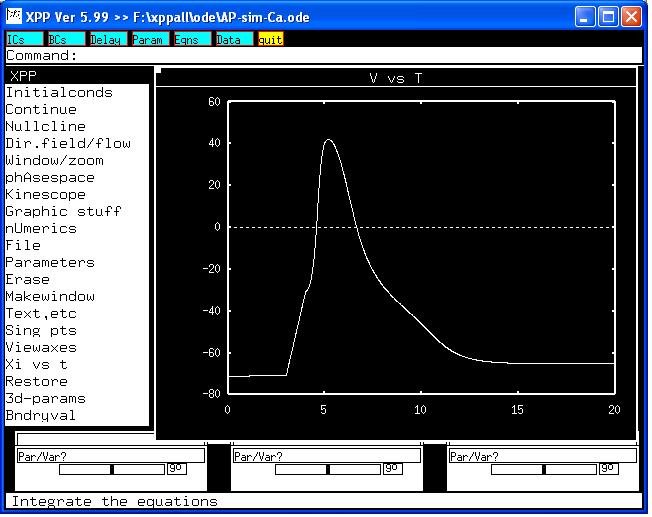 XPP Ver 5.99 >> F:\xppall\ode\AP-sim-Ca.ode
ICs BCs Delay Param Eqns Data quit
Command:
XPP
Initialconds
Continue
Nullcline
Dir.field/flow
Window/zoom
phAsespace
Kinescope
Graphic stuff
nUmerics
File
Parameters
Erase
Makewindow
Text,etc
Sing pts
Viewaxes
Xi vs t
Restore
3d-params
Bndryval
V vs T
60
40
20
0
-20
-40
-60
-80
0 5 10 15 20
Par/Var? Par/Var? Par/Var?
go go go
Integrate the equations